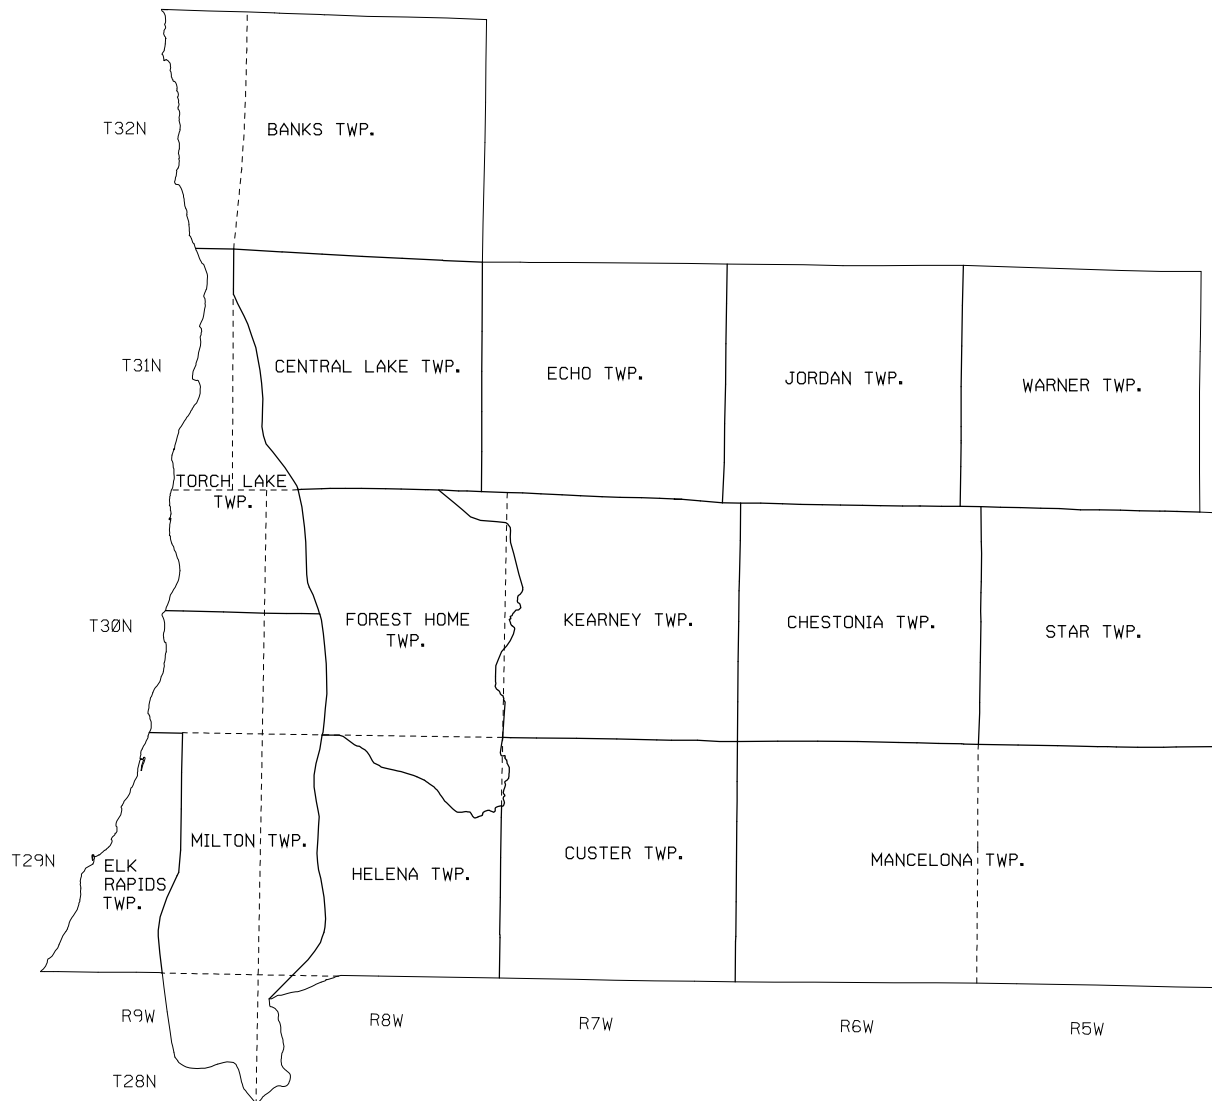 T32N
BANKS TWP.
T31N
CENTRAL LAKE TWP.
ECHO TWP.
JORDAN TWP.
WARNER TWP.
TORCH LAKE
TWP.
T30N
FOREST HOME
TWP.
KEARNEY TWP.
CHESTONIA TWP.
STAR TWP.
T29N
ELK
RAPIDS
TWP.
MILTON TWP.
HELENA TWP.
CUSTER TWP.
MANCELONA TWP.
R9W
R8W
R7W
R6W
R5W
T28N